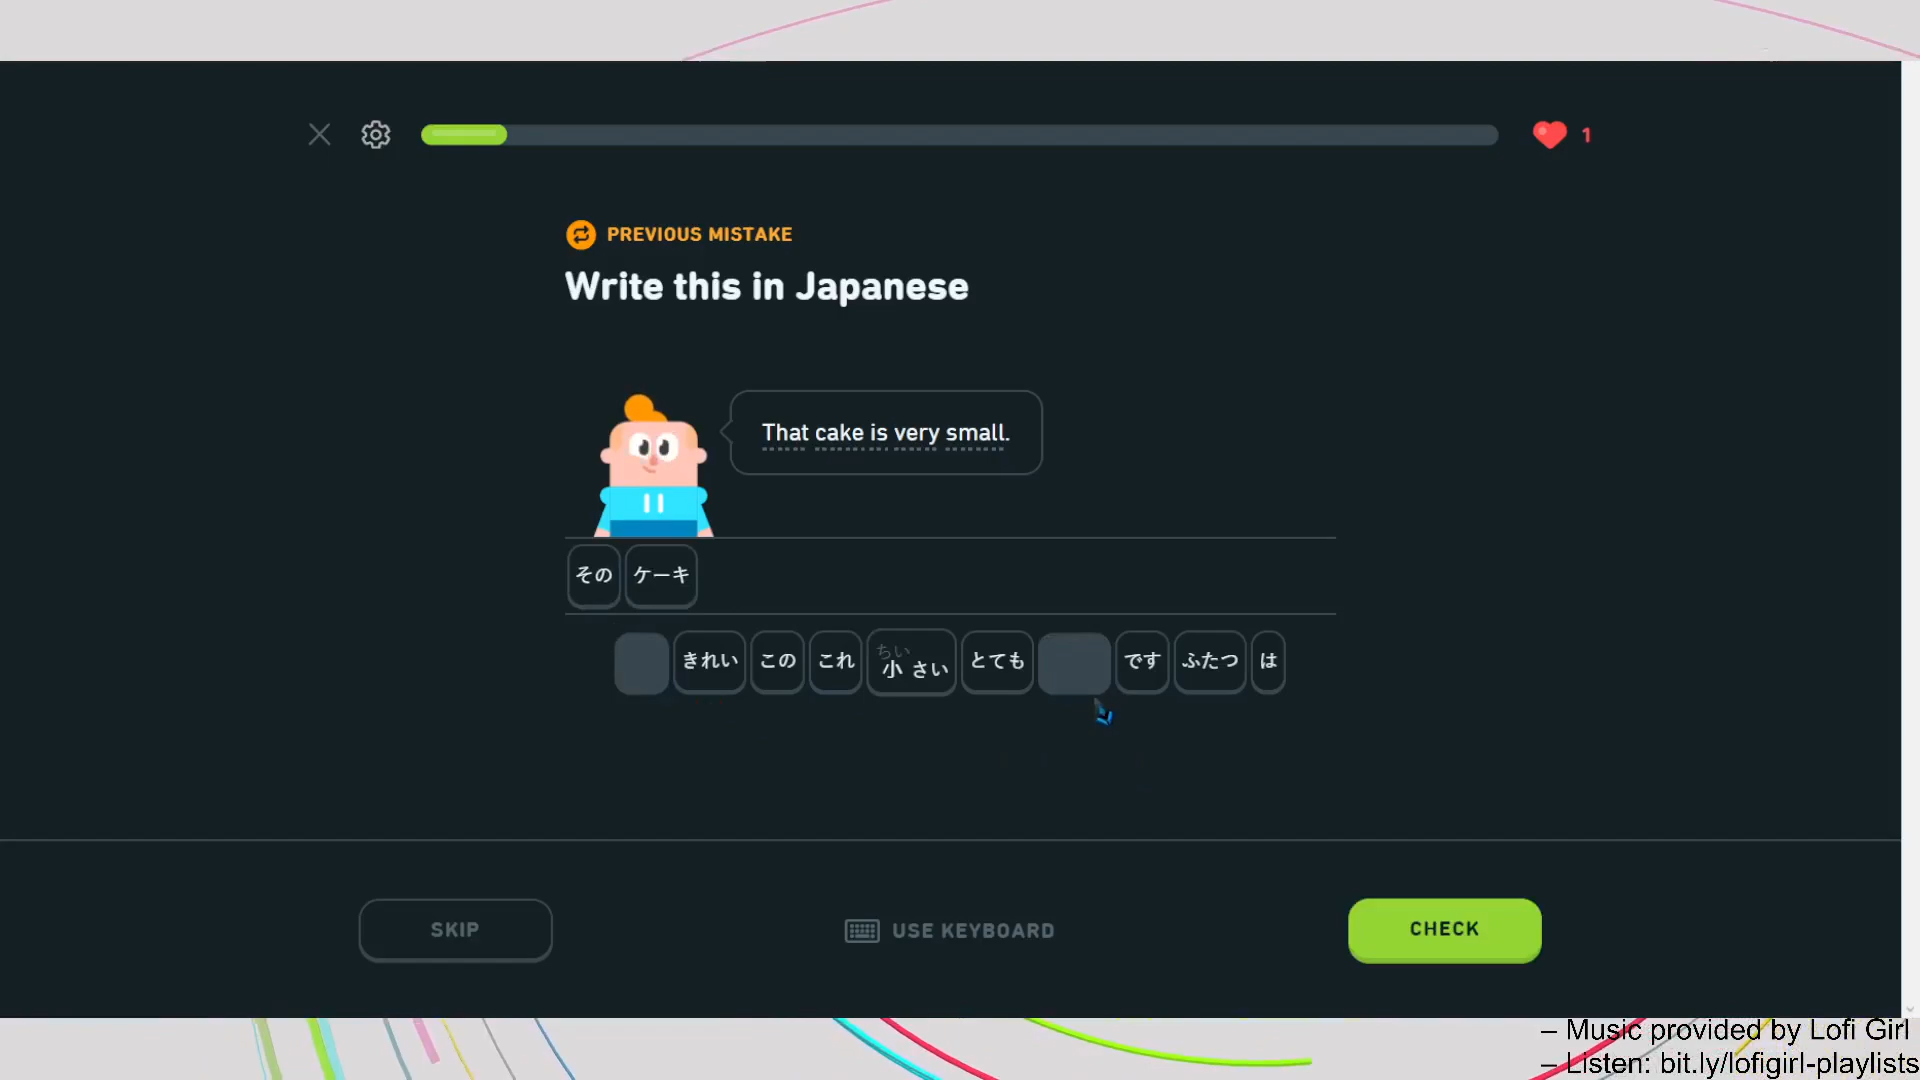 1
PREVIOUS MISTAKE
Write this in Japanese
That cake is very small.
その ケーキ
きれい この これ 小さい とても です ふたつ は
ちい
SKIP USE KEYBOARD CHECK
– Music provided by Lofi Girl
– Listen: bit.ly/lofigirl-playlists